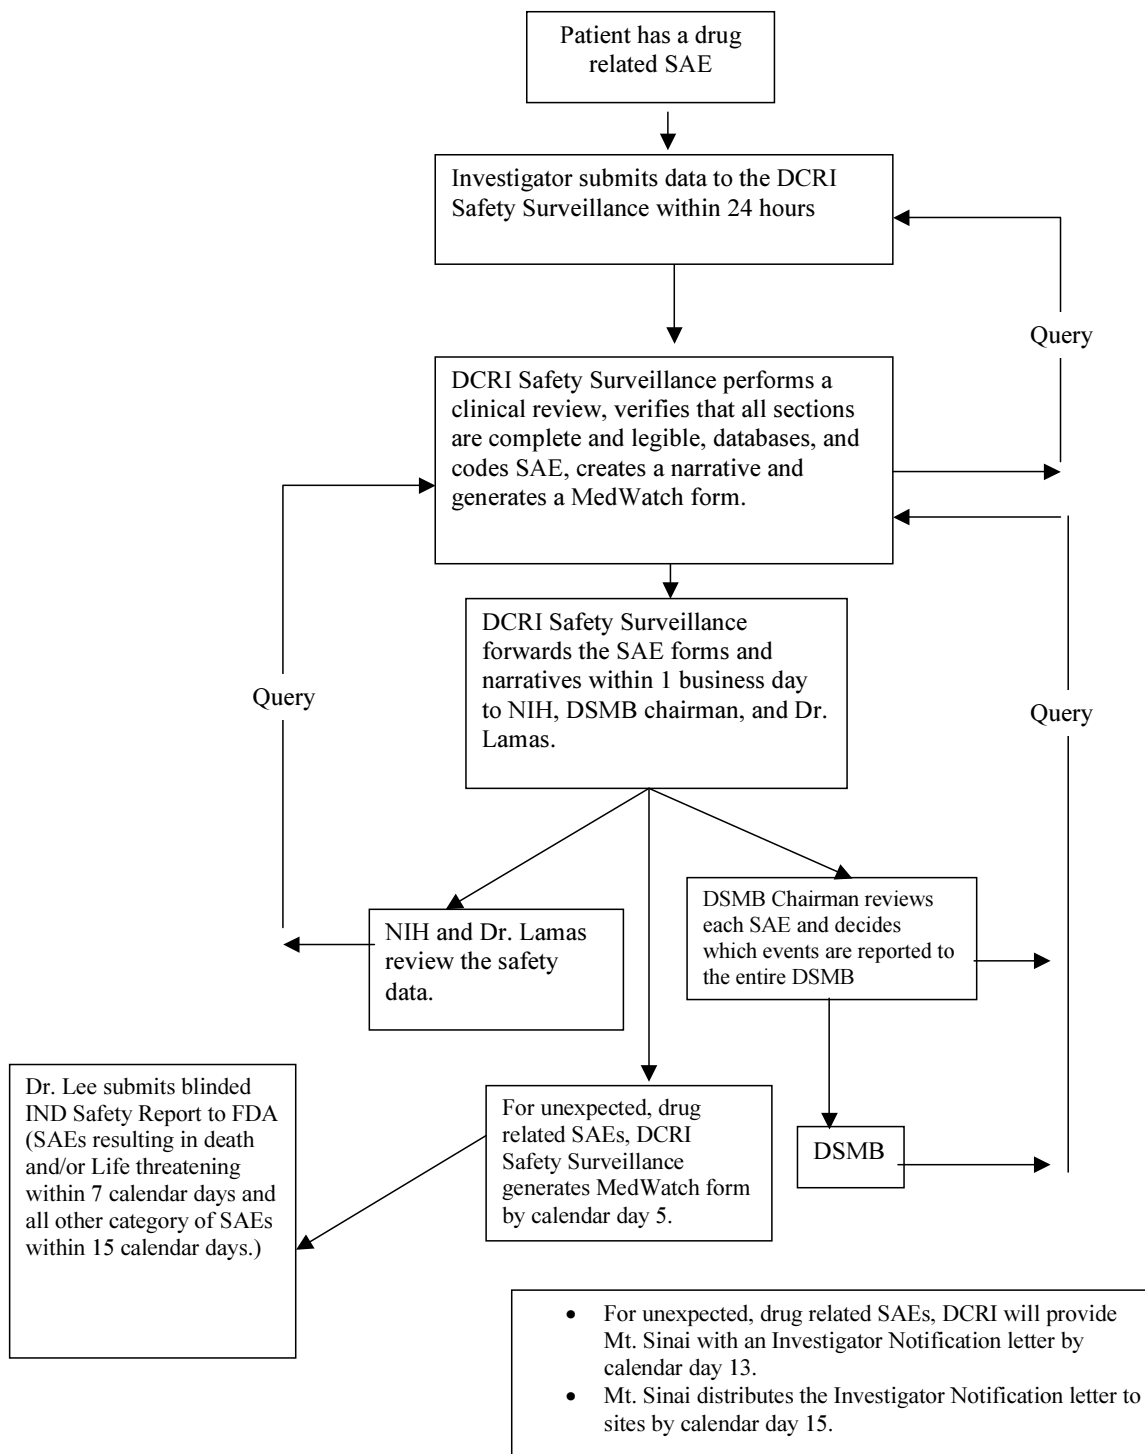 Patient has a drug
related SAE
Investigator submits data to the DCRI
Safety Surveillance within 24 hours
Query
DCRI Safety Surveillance performs a
clinical review, verifies that all sections
are complete and legible, databases, and
codes SAE, creates a narrative and
generates a MedWatch form.
DCRI Safety Surveillance
forwards the SAE forms and
narratives within 1 business day
to NIH, DSMB chairman, and Dr.
Lamas.
Query
Query
NIH and Dr. Lamas
review the safety
data.
DSMB Chairman reviews
each SAE and decides
which events are reported to
the entire DSMB
Dr. Lee submits blinded
IND Safety Report to FDA
(SAEs resulting in death
and/or Life threatening
within 7 calendar days and
all other category of SAEs
within 15 calendar days.)
For unexpected, drug
related SAEs, DCRI
Safety Surveillance
generates MedWatch form
by calendar day 5.
DSMB
• For unexpected, drug related SAEs, DCRI will provide
Mt. Sinai with an Investigator Notification letter by
calendar day 13.
• Mt. Sinai distributes the Investigator Notification letter to
sites by calendar day 15.